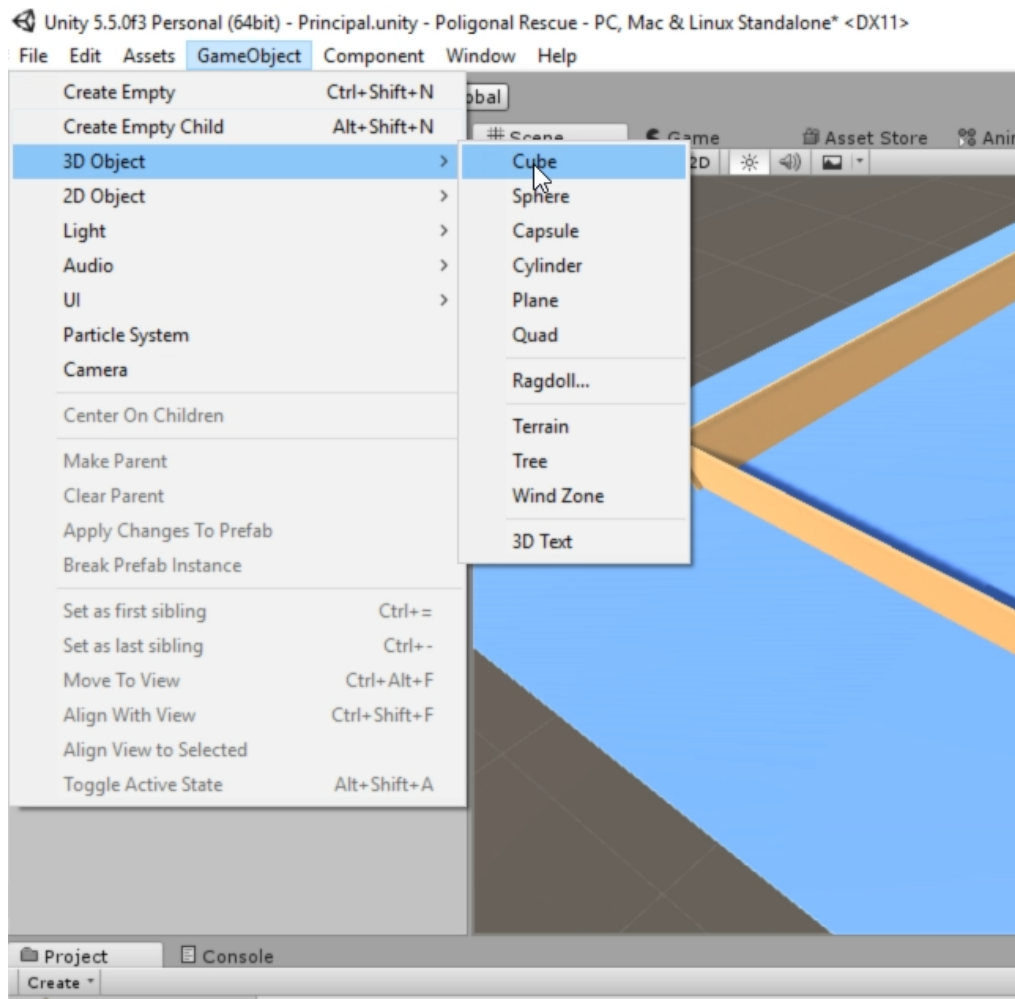 Unity 5.5.0f3 Personal (64bit) - Principal.unity - Poligonal Rescue - PC, Mac & Linux Standalone* <DX11>
File Edit Assets GameObject Component Window Help
Create Empty Ctrl+Shift+N
Create Empty Child Alt+Shift+N
3D Object
2D Object
Light
Audio
UI
Particle System
Camera
Center On Children
Make Parent
Clear Parent
Apply Changes To Prefab
Break Prefab Instance
Set as first sibling Ctrl+=
Set as last sibling Ctrl+-
Move To View Ctrl+Alt+F
Align With View Ctrl+Shift+F
Align View to Selected
Toggle Active State Alt+Shift+A
Cube
Sphere
Capsule
Cylinder
Plane
Quad
Ragdoll...
Terrain
Tree
Wind Zone
3D Text
obal
Scene Game Asset Store Anim
2D
Project Console
Create